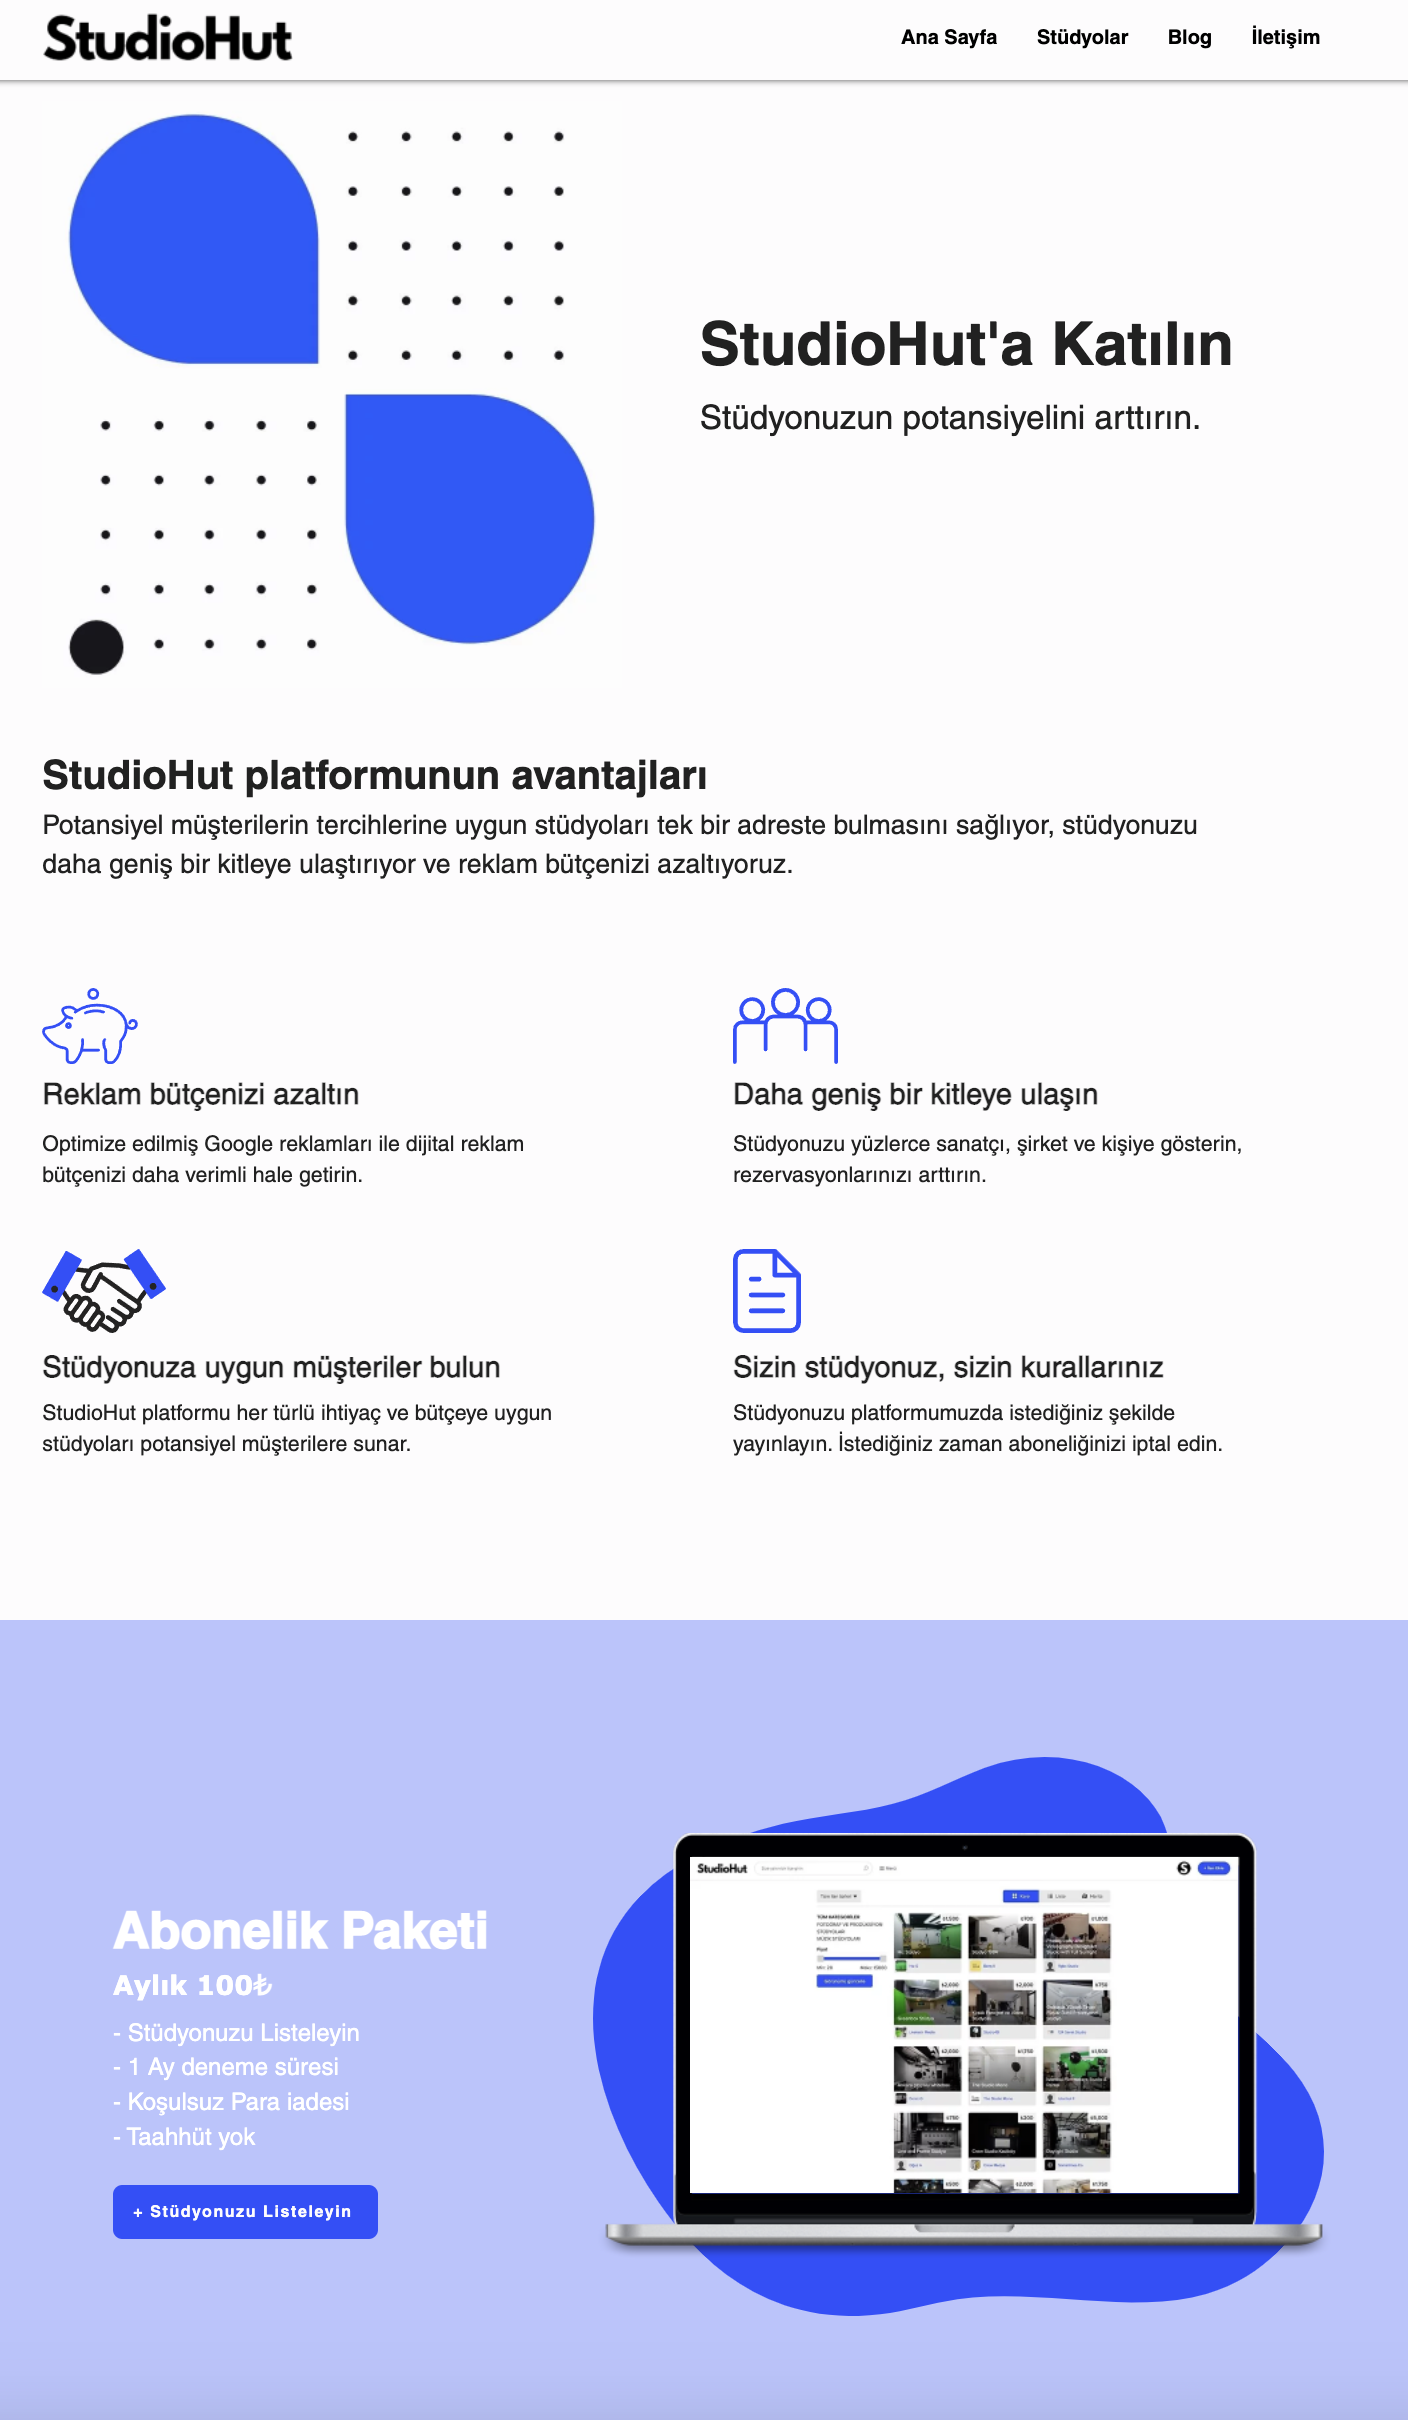 StudioHut
Ana Sayfa Stüdyolar Blog İletişim
StudioHut'a Katılın
Stüdyonuzun potansiyelini arttırın.
StudioHut platformunun avantajları
Potansiyel müşterilerin tercihlerine uygun stüdyoları tek bir adreste bulmasını sağlıyor, stüdyonuzu
daha geniş bir kitleye ulaştırıyor ve reklam bütçenizi azaltıyoruz.
Reklam bütçenizi azaltın
Optimize edilmiş Google reklamları ile dijital reklam
bütçenizi daha verimli hale getirin.
Daha geniş bir kitleye ulaşın
Stüdyonuzu yüzlerce sanatçı, şirket ve kişiye gösterin,
rezervasyonlarınızı arttırın.
Stüdyonuza uygun müşteriler bulun
StudioHut platformu her türlü ihtiyaç ve bütçeye uygun
stüdyoları potansiyel müşterilere sunar.
Sizin stüdyonuz, sizin kurallarınız
Stüdyonuzu platformumuzda istediğiniz şekilde
yayınlayın. İstediğiniz zaman aboneliğinizi iptal edin.
Abonelik Paketi
Aylık 100₺
- Stüdyonuzu Listeleyin
- 1 Ay deneme süresi
- Koşulsuz Para iadesi
- Taahhüt yok
+ Stüdyonuzu Listeleyin
StudioHut